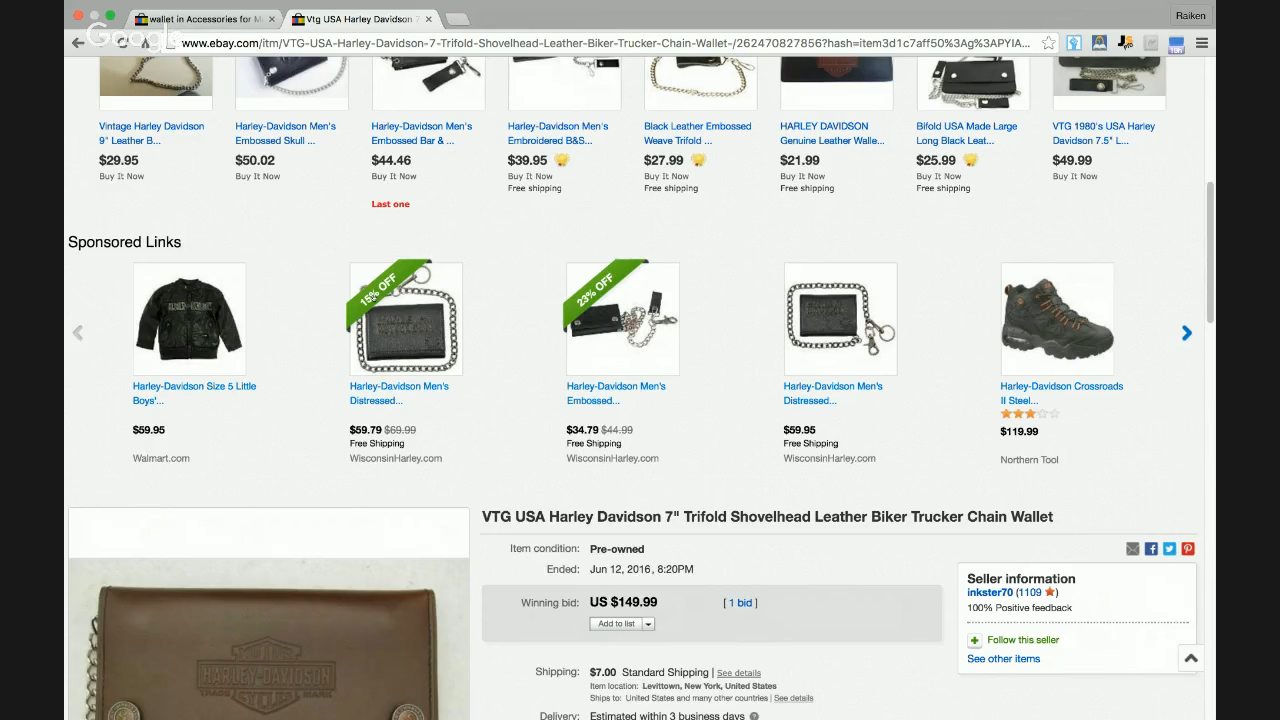 wallet in Accessories for M
Vtg USA Harley Davidson 7
Raiken
Google
www.ebay.com/itm/VTG-USA-Harley-Davidson-7-Trifold-Shovelhead-Leather-Biker-Trucker-Chain-Wallet-/262470827856?hash=item3d1c7aff50%3Ag%3APYIA...
Vintage Harley Davidson
9" Leather B...
$29.95
Buy It Now
Harley-Davidson Men's
Embossed Skull ...
$50.02
Buy It Now
Harley-Davidson Men's
Embossed Bar & ...
$44.46
Buy It Now
Last one
Harley-Davidson Men's
Embroidered B&S...
$39.95
Buy It Now
Free shipping
Black Leather Embossed
Weave Trifold ...
$27.99
Buy It Now
Free shipping
HARLEY DAVIDSON
Genuine Leather Walle...
$21.99
Buy It Now
Free shipping
Bifold USA Made Large
Long Black Leat...
$25.99
Buy It Now
Free shipping
VTG 1980's USA Harley
Davidson 7.5" L...
$49.99
Buy It Now
Sponsored Links
Harley-Davidson Size 5 Little
Boys'...
$59.95
Walmart.com
15% OFF
Harley-Davidson Men's
Distressed...
$59.79 $69.99
Free Shipping
WisconsinHarley.com
23% OFF
Harley-Davidson Men's
Embossed...
$34.79 $44.99
Free Shipping
WisconsinHarley.com
Harley-Davidson Men's
Distressed...
$59.95
Free Shipping
WisconsinHarley.com
Harley-Davidson Crossroads
II Steel...
$119.99
Northern Tool
HARLEY-DAVIDSON
TRADE MARK
VTG USA Harley Davidson 7" Trifold Shovelhead Leather Biker Trucker Chain Wallet
Item condition: Pre-owned
Ended: Jun 12, 2016 , 8:20PM
Winning bid: US $149.99 [ 1 bid ]
Add to list
Shipping: $7.00 Standard Shipping | See details
Item location: Levittown, New York, United States
Ships to: United States and many other countries | See details
Delivery: Estimated within 3 business days
Seller information
inkster70 (1109 )
100% Positive feedback
Follow this seller
See other items